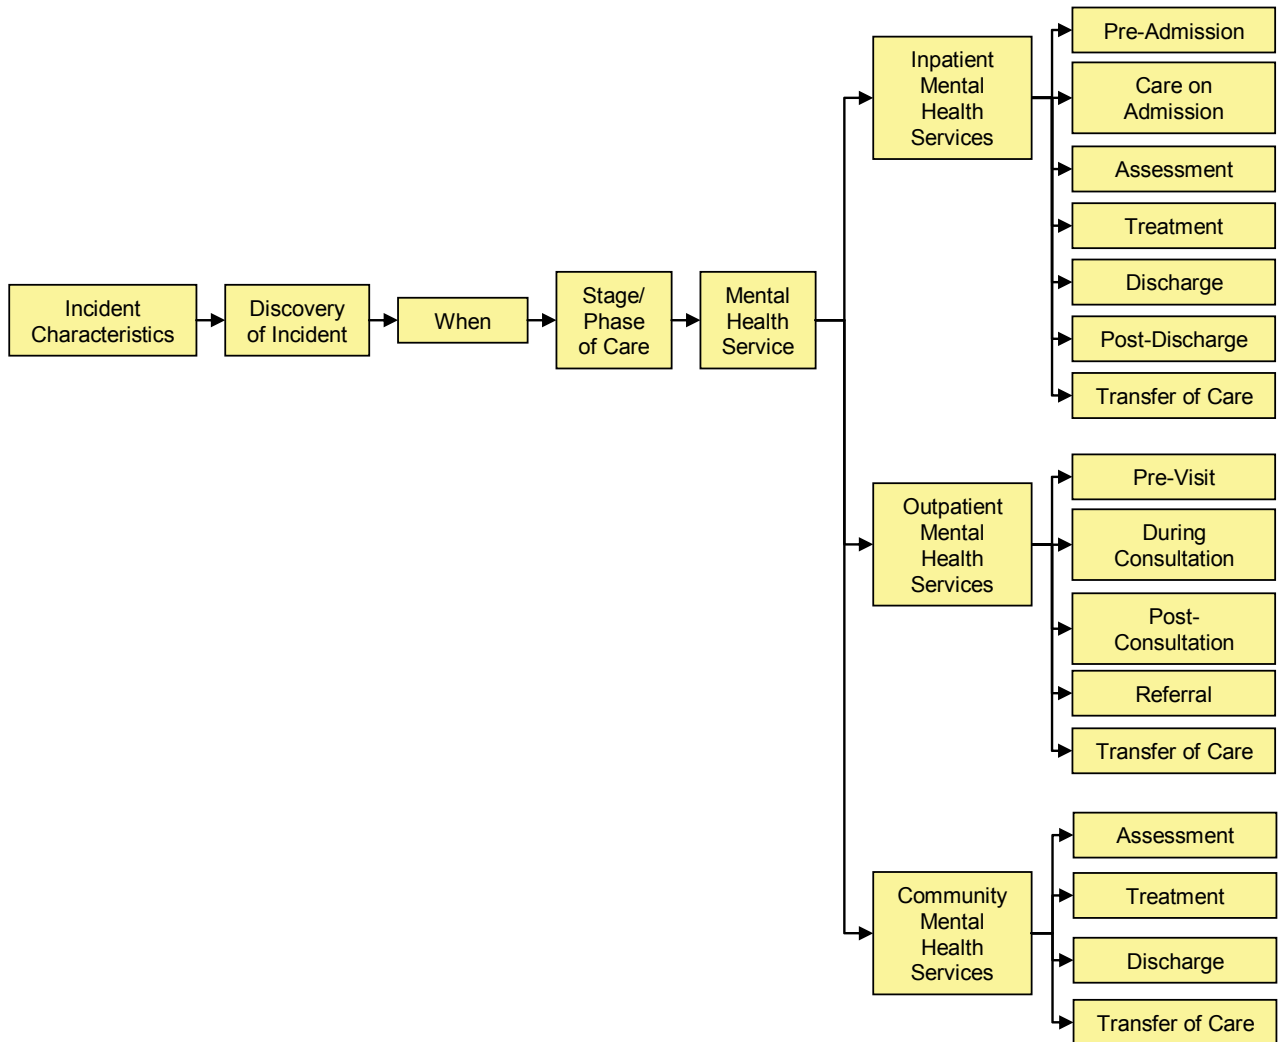 Incident
Characteristics
Discovery
of Incident
When
Stage/
Phase
of Care
Mental
Health
Service
Inpatient
Mental
Health
Services
Pre-Admission
Care on
Admission
Assessment
Treatment
Discharge
Post-Discharge
Transfer of Care
Outpatient
Mental
Health
Services
Pre-Visit
During
Consultation
Post-
Consultation
Referral
Transfer of Care
Community
Mental
Health
Services
Assessment
Treatment
Discharge
Transfer of Care